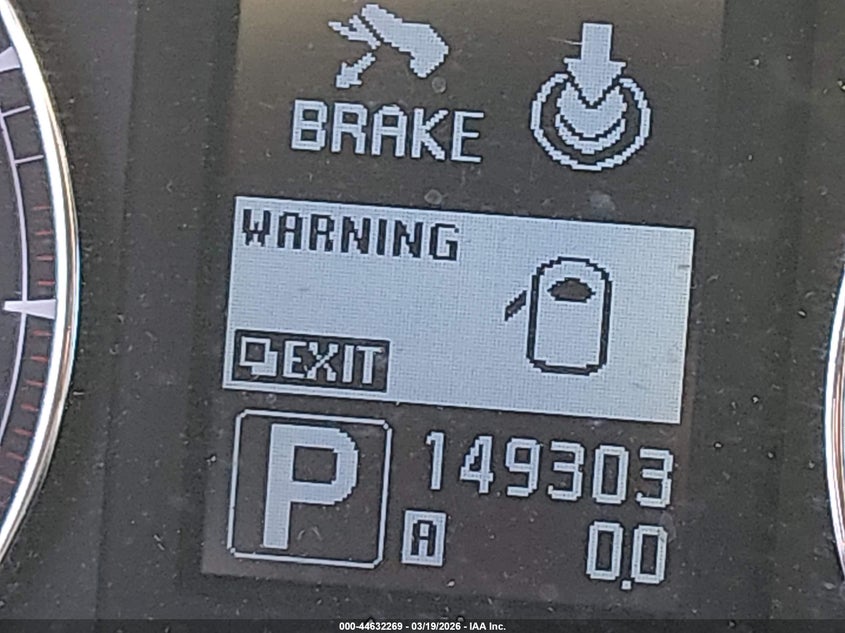 BRAKE
WARNING
EXIT
P 149303
A 0.0
000-44632269 - 03/19/2026 - IAA Inc.